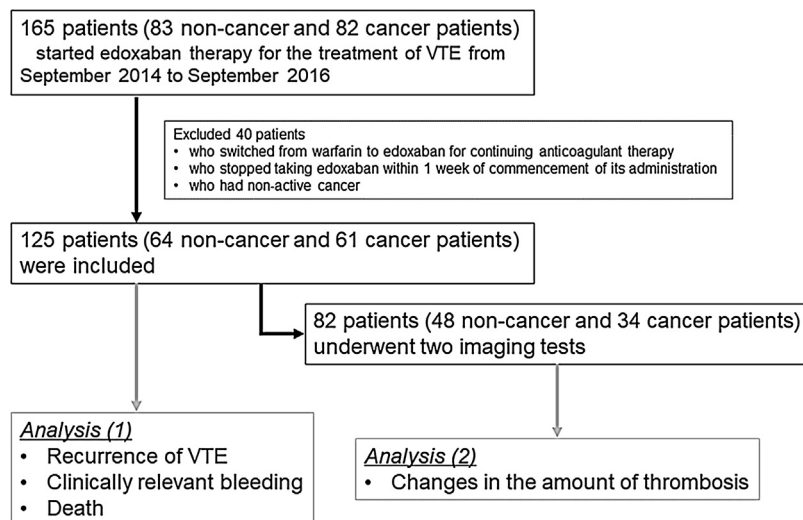 165 patients (83 non-cancer and 82 cancer patients)
started edoxaban therapy for the treatment of VTE from
September 2014 to September 2016
Excluded 40 patients
• who switched from warfarin to edoxaban for continuing anticoagulant therapy
• who stopped taking edoxaban within 1 week of commencement of its administration
• who had non-active cancer
125 patients (64 non-cancer and 61 cancer patients)
were included
82 patients (48 non-cancer and 34 cancer patients)
underwent two imaging tests
Analysis (1)
• Recurrence of VTE
• Clinically relevant bleeding
• Death
Analysis (2)
• Changes in the amount of thrombosis